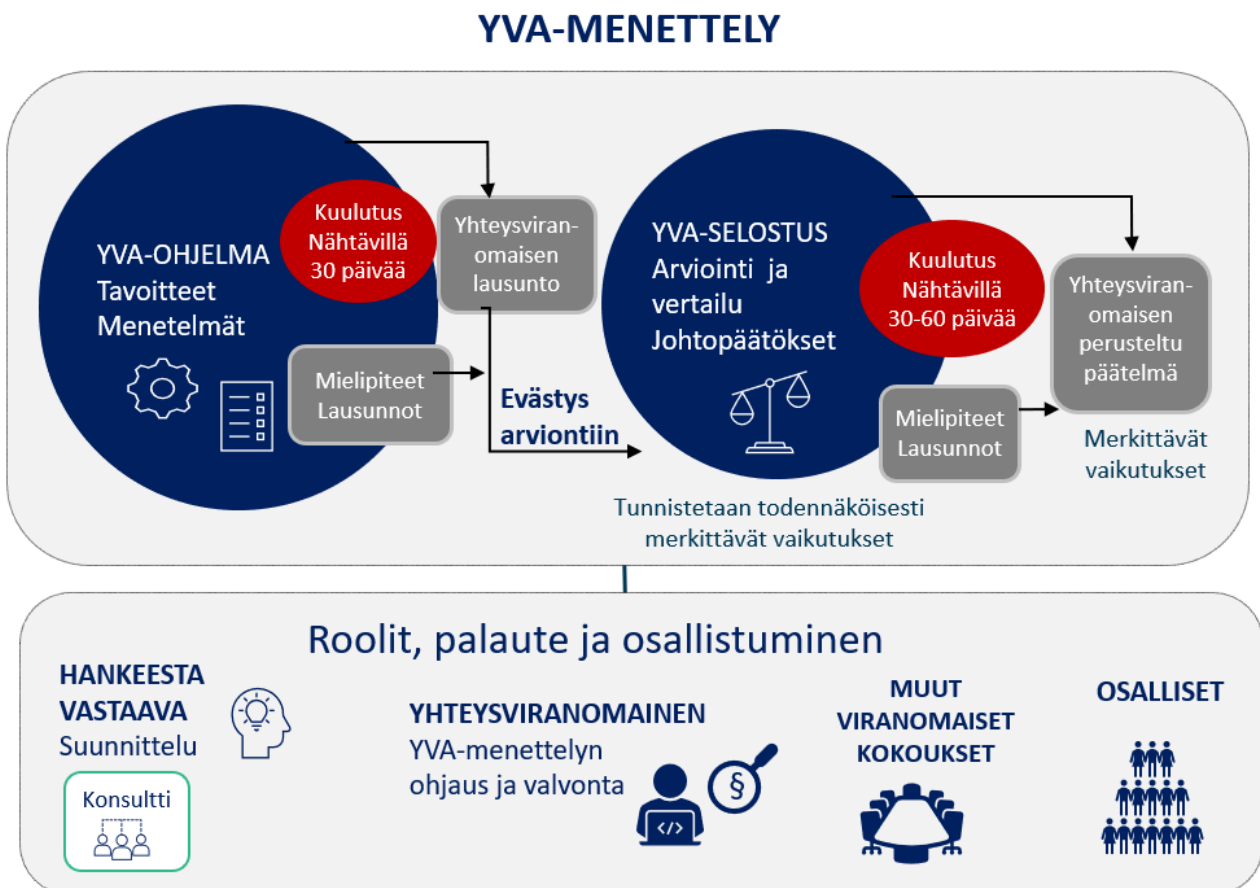 YVA-MENETTELY
YVA-OHJELMA
Tavoitteet
Menetelmät
Kuulutus
Nähtävillä
30 päivää
Yhteysviran-
omaisen
lausunto
Mielipiteet
Lausunnot
Evästys
arviontiin
YVA-SELOSTUS
Arviointi ja
vertailu
Johtopäätökset
Kuulutus
Nähtävillä
30-60 päivää
Yhteysviran-
omaisen
perusteltu
päätelmä
Mielipiteet
Lausunnot
Merkittävät
vaikutukset
Tunnistetaan todennäköisesti
merkittävät vaikutukset
Roolit, palaute ja osallistuminen
HANKEESTA
VASTAAVA
Suunnittelu
Konsultti
YHTEYSVIRANOMAINEN
YVA-menettelyn
ohjaus ja valvonta
</>
§
MUUT
VIRANOMAISET
KOKOUKSET
OSALLISET